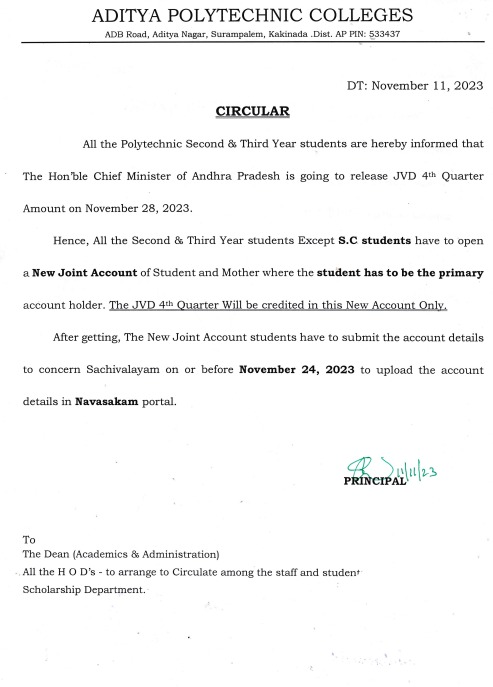 ADITYA POLYTECHNIC COLLEGES
ADB Road, Aditya Nagar, Surampalem, Kakinada .Dist. AP PIN: 533437
DT: November 11, 2023
CIRCULAR
All the Polytechnic Second & Third Year students are hereby informed that
The Hon'ble Chief Minister of Andhra Pradesh is going to release JVD 4th Quarter
Amount on November 28, 2023.
Hence, All the Second & Third Year students Except S.C students have to open
a New Joint Account of Student and Mother where the student has to be the primary
account holder. The JVD 4th Quarter Will be credited in this New Account Only.
After getting, The New Joint Account students have to submit the account details
to concern Sachivalayam on or before November 24, 2023 to upload the account
details in Navasakam portal.
11/11/23
PRINCIPAL
To
The Dean (Academics & Administration)
All the H O D's - to arrange to Circulate among the staff and student
Scholarship Department.